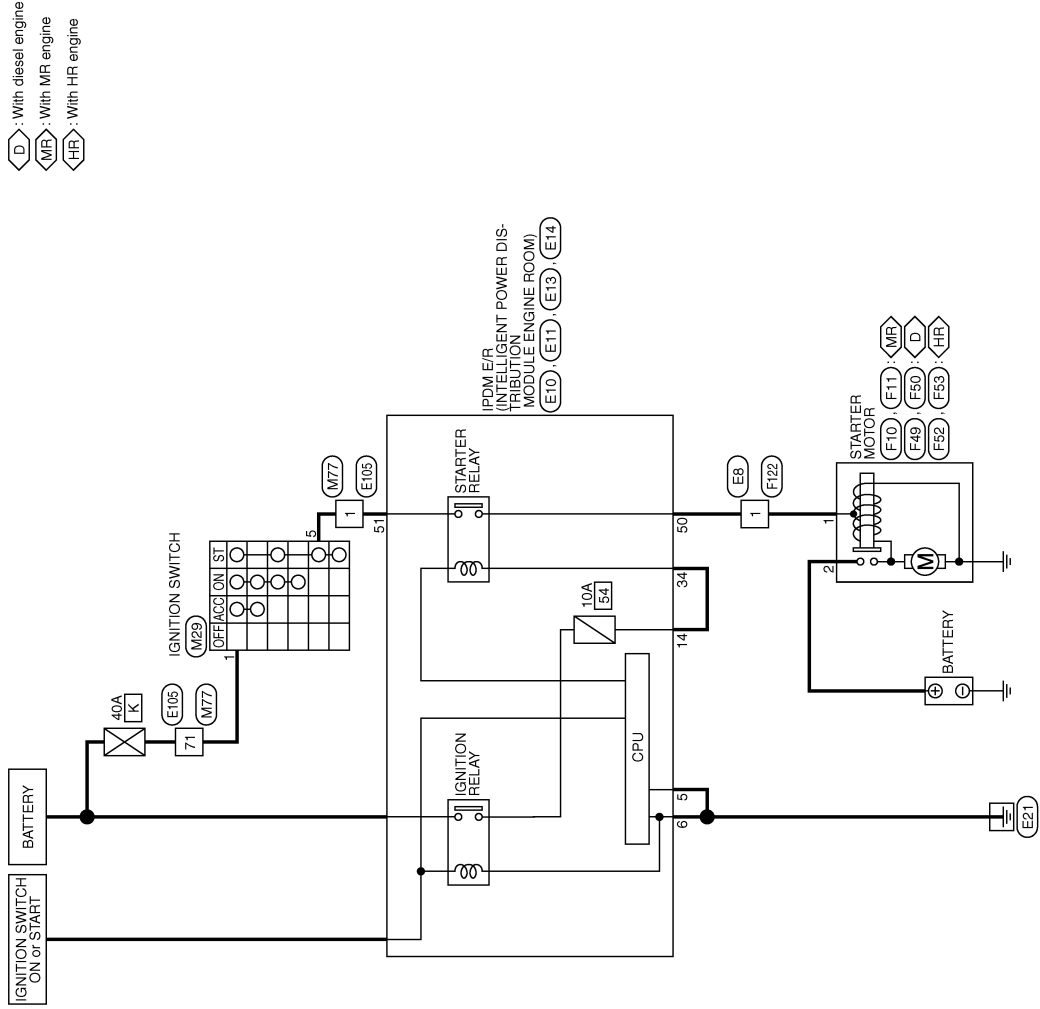 D : With diesel engine
MR : With MR engine
HR : With HR engine
IGNITION SWITCH
ON or START
BATTERY
40A
K
71
E105
M77
IGNITION SWITCH
M29
OFF ACC ON ST
1
5
1
M77
E105
51
IPDM E/R
(INTELLIGENT POWER DIS-
TRIBUTION
MODULE ENGINE ROOM)
E10 , E11 , E13 , E14
IGNITION
RELAY
STARTER
RELAY
10A
54
CPU
6
5
14
34
50
1
E8
F122
E21
BATTERY
+
−
2
1
M
STARTER
MOTOR
F10 , F11 : MR
F49 , F50 : D
F52 , F53 : HR